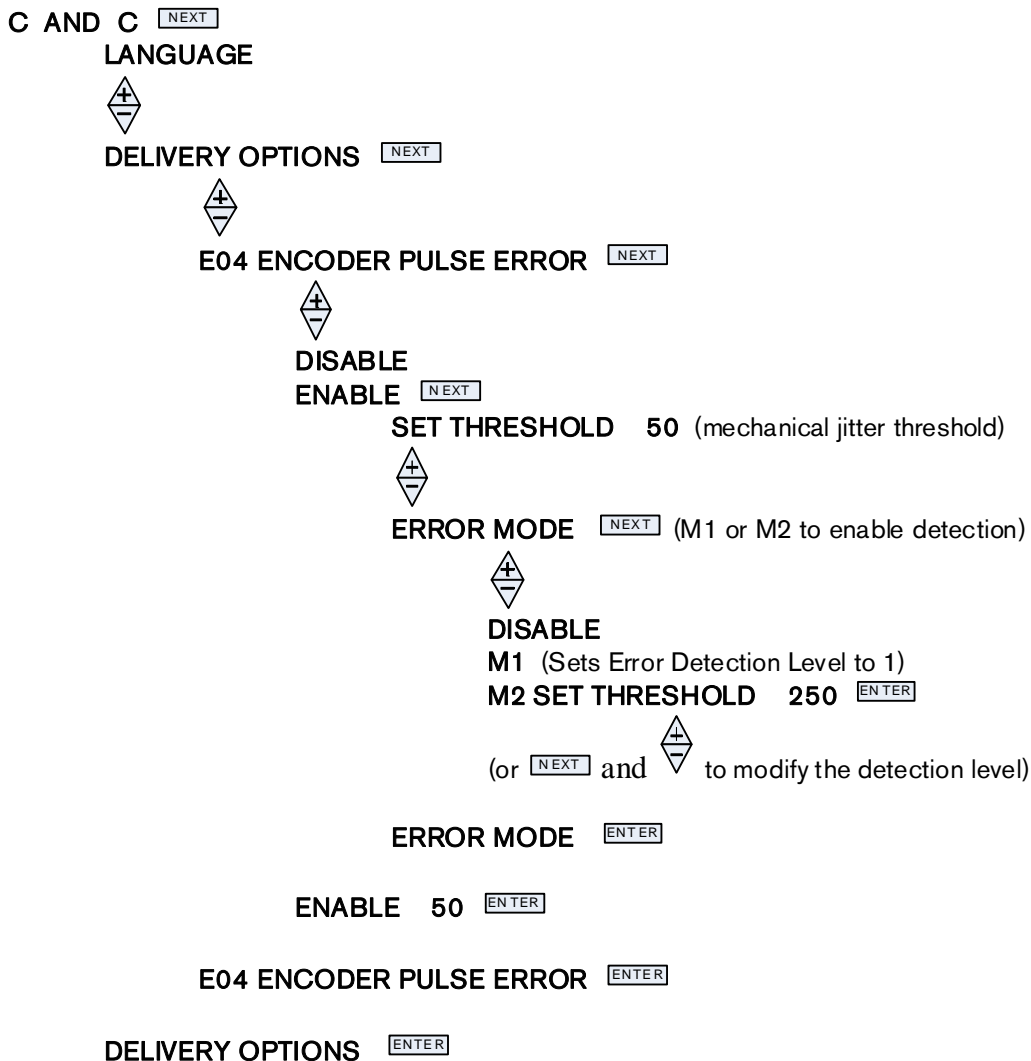 C AND C NEXT
LANGUAGE
+
−
DELIVERY OPTIONS NEXT
+
−
E04 ENCODER PULSE ERROR NEXT
+
−
DISABLE
ENABLE NEXT
SET THRESHOLD 50 (mechanical jitter threshold)
+
−
ERROR MODE NEXT (M1 or M2 to enable detection)
+
−
DISABLE
M1 (Sets Error Detection Level to 1)
M2 SET THRESHOLD 250 ENTER
+
−
(or NEXT and to modify the detection level)
ERROR MODE ENTER
ENABLE 50 ENTER
E04 ENCODER PULSE ERROR ENTER
DELIVERY OPTIONS ENTER